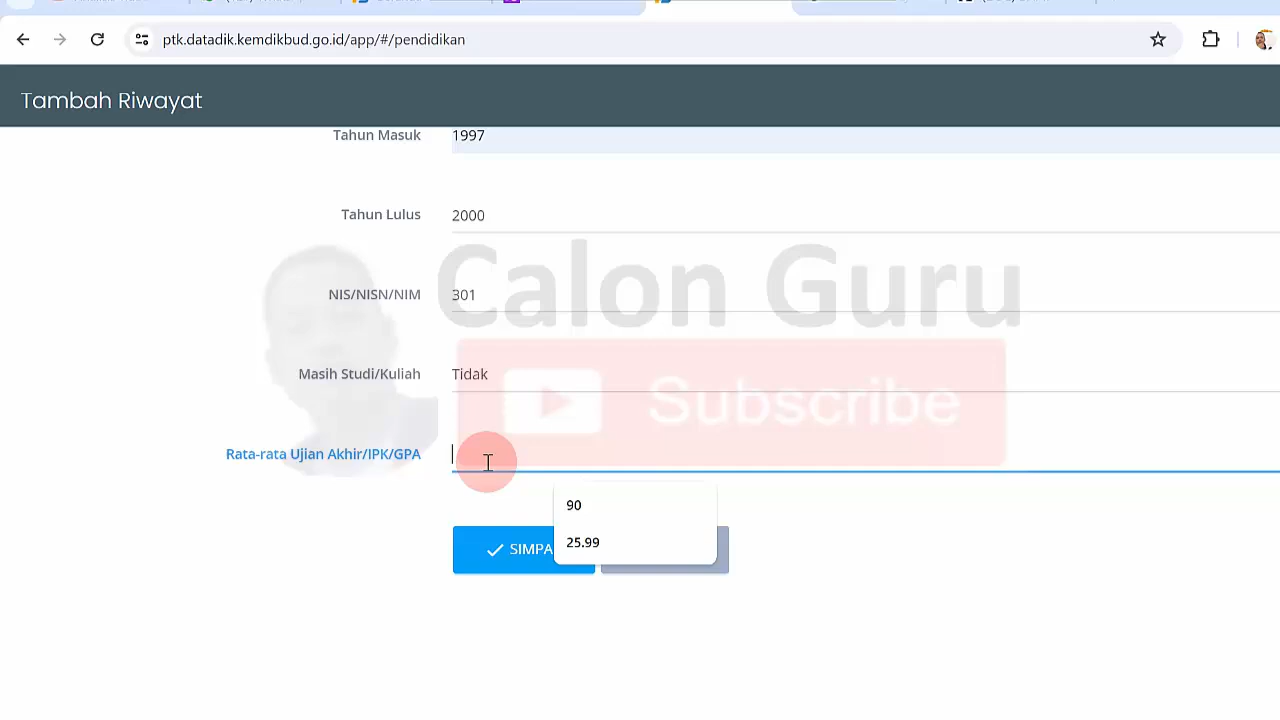 ptk.datadik.kemdikbud.go.id/app/#/pendidikan
Tambah Riwayat
Tahun Masuk 1997
Tahun Lulus 2000
Calon Guru
NIS/NISN/NIM 301
Masih Studi/Kuliah Tidak
Subscribe
Rata-rata Ujian Akhir/IPK/GPA
90
25.99
SIMPA